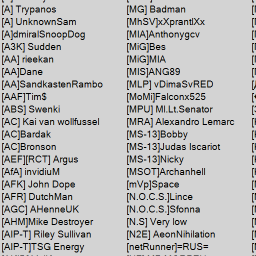 [A] Trypanos
[A] UnknownSam
[A]dmiralSnoopDog
[A3K] Sudden
[AA] rieekan
[AA]Dane
[AA]SandkastenRambo
[AAF]Tim$
[ABS] Swenki
[AC] Kai van wolfussel
[AC]Bardak
[AC]Bronson
[AEF][RCT] Argus
[AfA] invidiuM
[AFK] John Dope
[AFR] DutchMan
[AGC] AHenneUK
[AHM]Mike Destroyer
[AIP-T] Riley Sullivan
[AIP-T]TSG Energy
[MG] Badman
[MhSV]xXprantlXx
[MIA]Anthonygcv
[MiG]Bes
[MiG]MIA
[MIS]ANG89
[MLP] vDimaSvRED
[MoMi]Falconx525
[MPU] Ml.Lt.Senator
[MRA] Alexandro Lemarc
[MS-13]Bobby
[MS-13]Judas Iscariot
[MS-13]Nicky
[MSOT]Archanhell
[mVp]Space
[N.O.C.S.]Lince
[N.O.C.S.]Sfonna
[N.S] Very low
[N2E] AeonNihilation
[netRunner]=RUS=